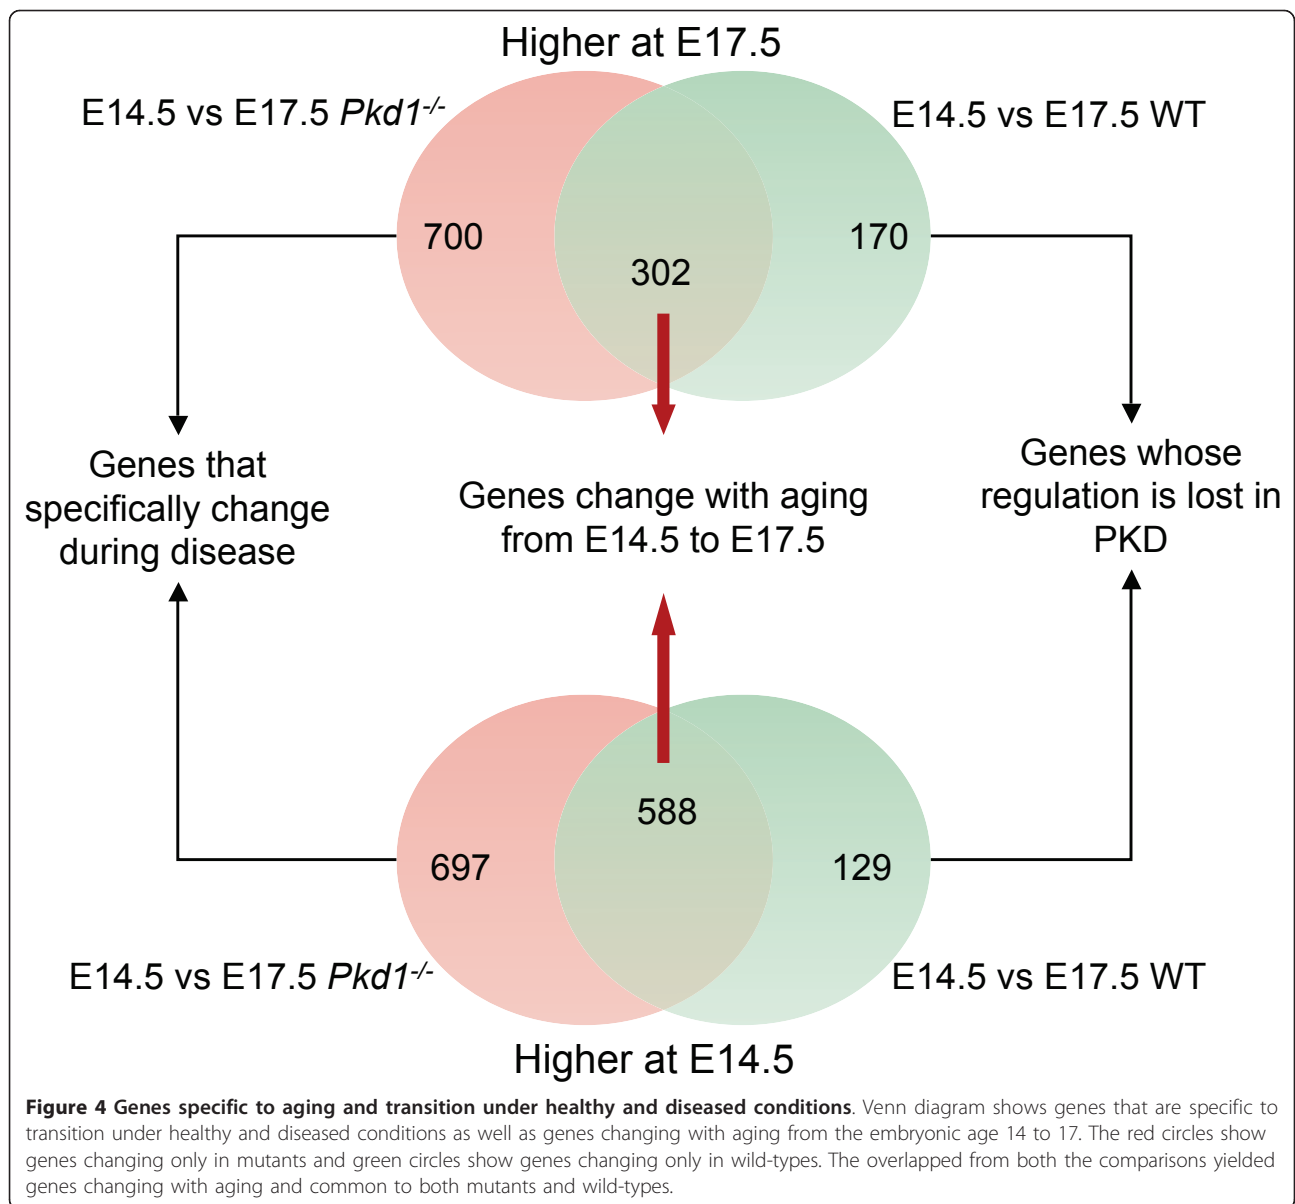 Higher at E17.5
E14.5 vs E17.5 Pkd1-/-
E14.5 vs E17.5 WT
700
302
170
Genes that
specifically change
during disease
Genes change with aging
from E14.5 to E17.5
Genes whose
regulation is lost in
PKD
697
588
129
E14.5 vs E17.5 Pkd1-/-
E14.5 vs E17.5 WT
Higher at E14.5
Figure 4 Genes specific to aging and transition under healthy and diseased conditions. Venn diagram shows genes that are specific to
transition under healthy and diseased conditions as well as genes changing with aging from the embryonic age 14 to 17. The red circles show
genes changing only in mutants and green circles show genes changing only in wild-types. The overlapped from both the comparisons yielded
genes changing with aging and common to both mutants and wild-types.